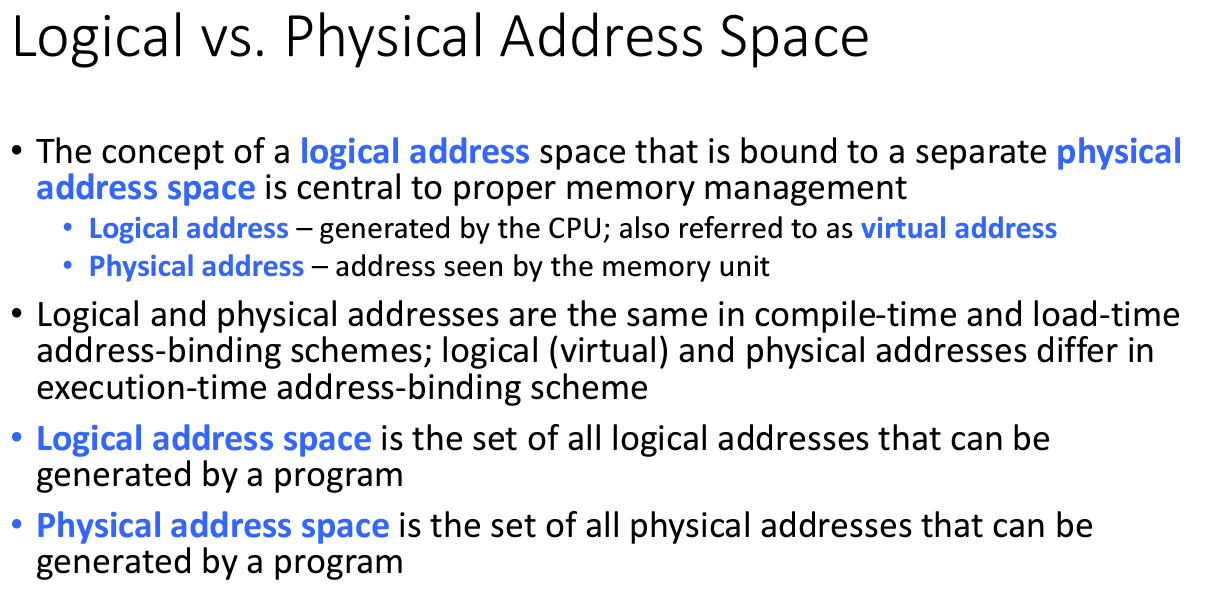 Logical vs. Physical Address Space
• The concept of a logical address space that is bound to a separate physical
address space is central to proper memory management
• Logical address – generated by the CPU; also referred to as virtual address
• Physical address – address seen by the memory unit
• Logical and physical addresses are the same in compile-time and load-time
address-binding schemes; logical (virtual) and physical addresses differ in
execution-time address-binding scheme
• Logical address space is the set of all logical addresses that can be
generated by a program
• Physical address space is the set of all physical addresses that can be
generated by a program